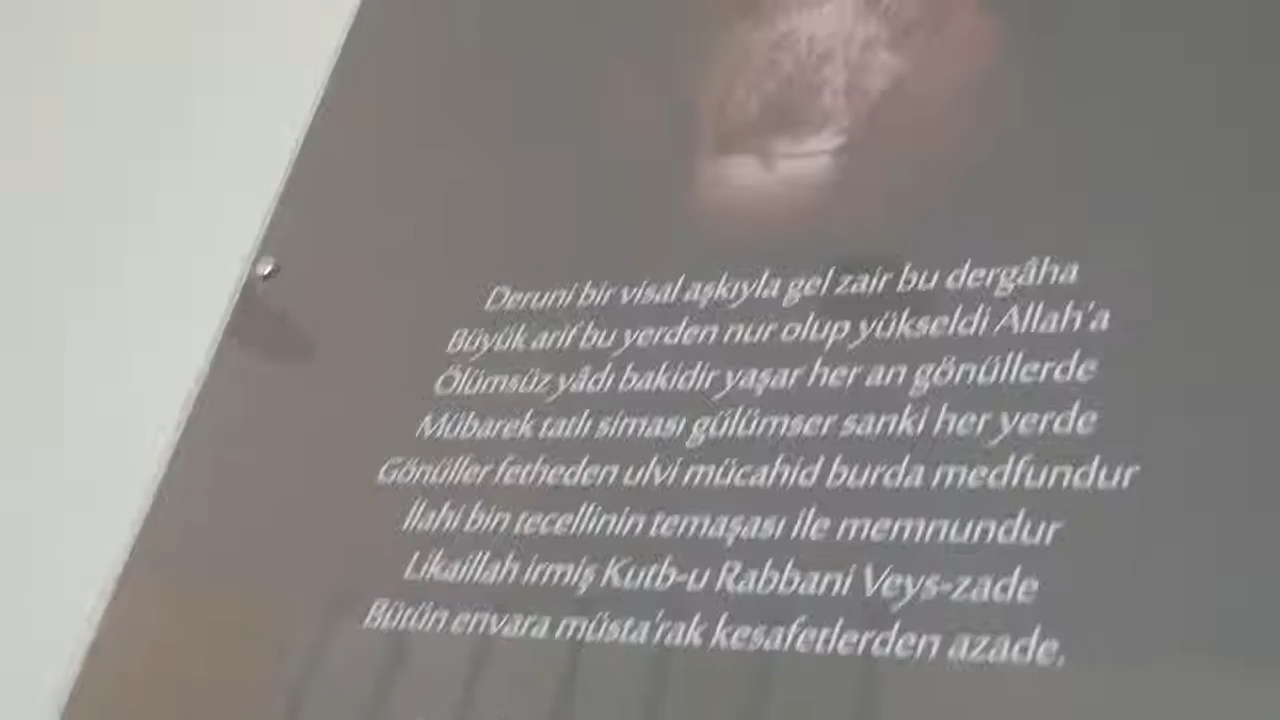 Deruni bir visal aşkıyla gel zair bu dergâha
Büyük arif bu yerden nur olup yükseldi Allah'a
Ölümsüz yâdı bakidir yaşar her an gönüllerde
Mübarek tatlı siması gülümser sanki her yerde
Gönüller fetheden ulvi mücahid burda medfundur
İlahi bin tecellinin temaşası ile memnundur
Likaillah irmiş Kutb-u Rabbani Veys-zade
Bütün envara müsta'rak kesafetlerden azade.